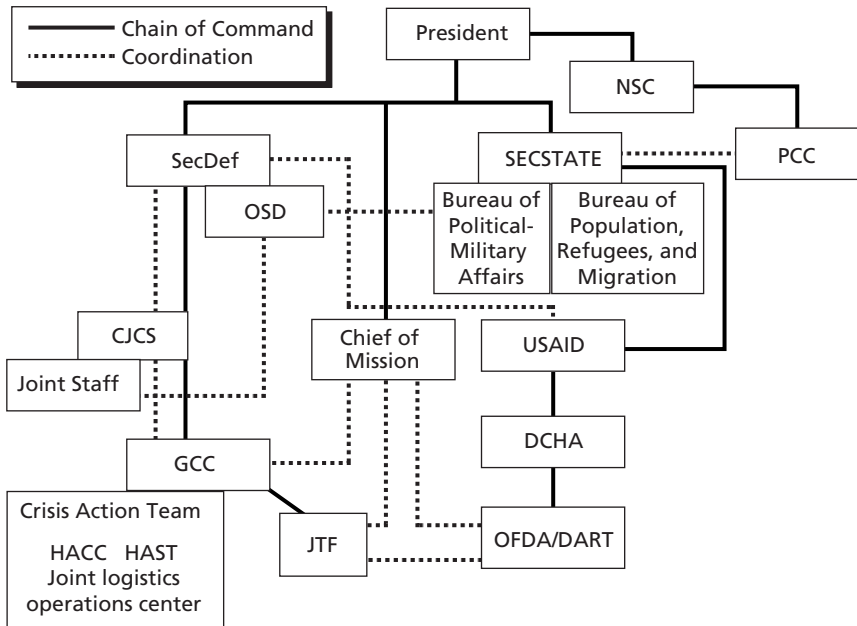 Chain of Command
Coordination
President
NSC
PCC
SecDef
OSD
SECSTATE
Bureau of
Political-
Military
Affairs
Bureau of
Population,
Refugees, and
Migration
CJCS
Joint Staff
Chief of
Mission
USAID
DCHA
GCC
Crisis Action Team
HACC HAST
Joint logistics
operations center
JTF
OFDA/DART